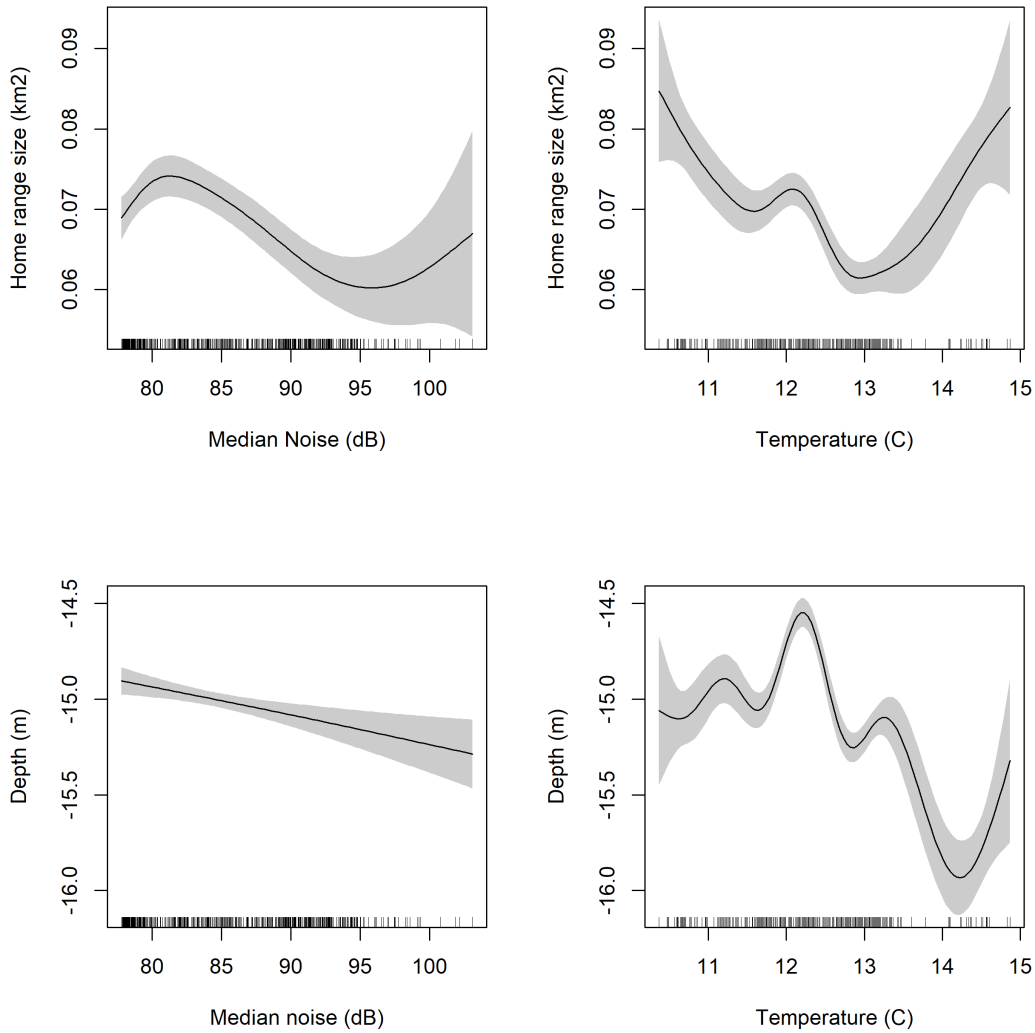 Home range size (km2)
0.09
0.08
0.07
0.06
80 85 90 95 100
Median Noise (dB)
Home range size (km2)
0.09
0.08
0.07
0.06
11 12 13 14 15
Temperature (C)
Depth (m)
-14.5
-15.0
-15.5
-16.0
80 85 90 95 100
Median noise (dB)
Depth (m)
-14.5
-15.0
-15.5
-16.0
11 12 13 14 15
Temperature (C)